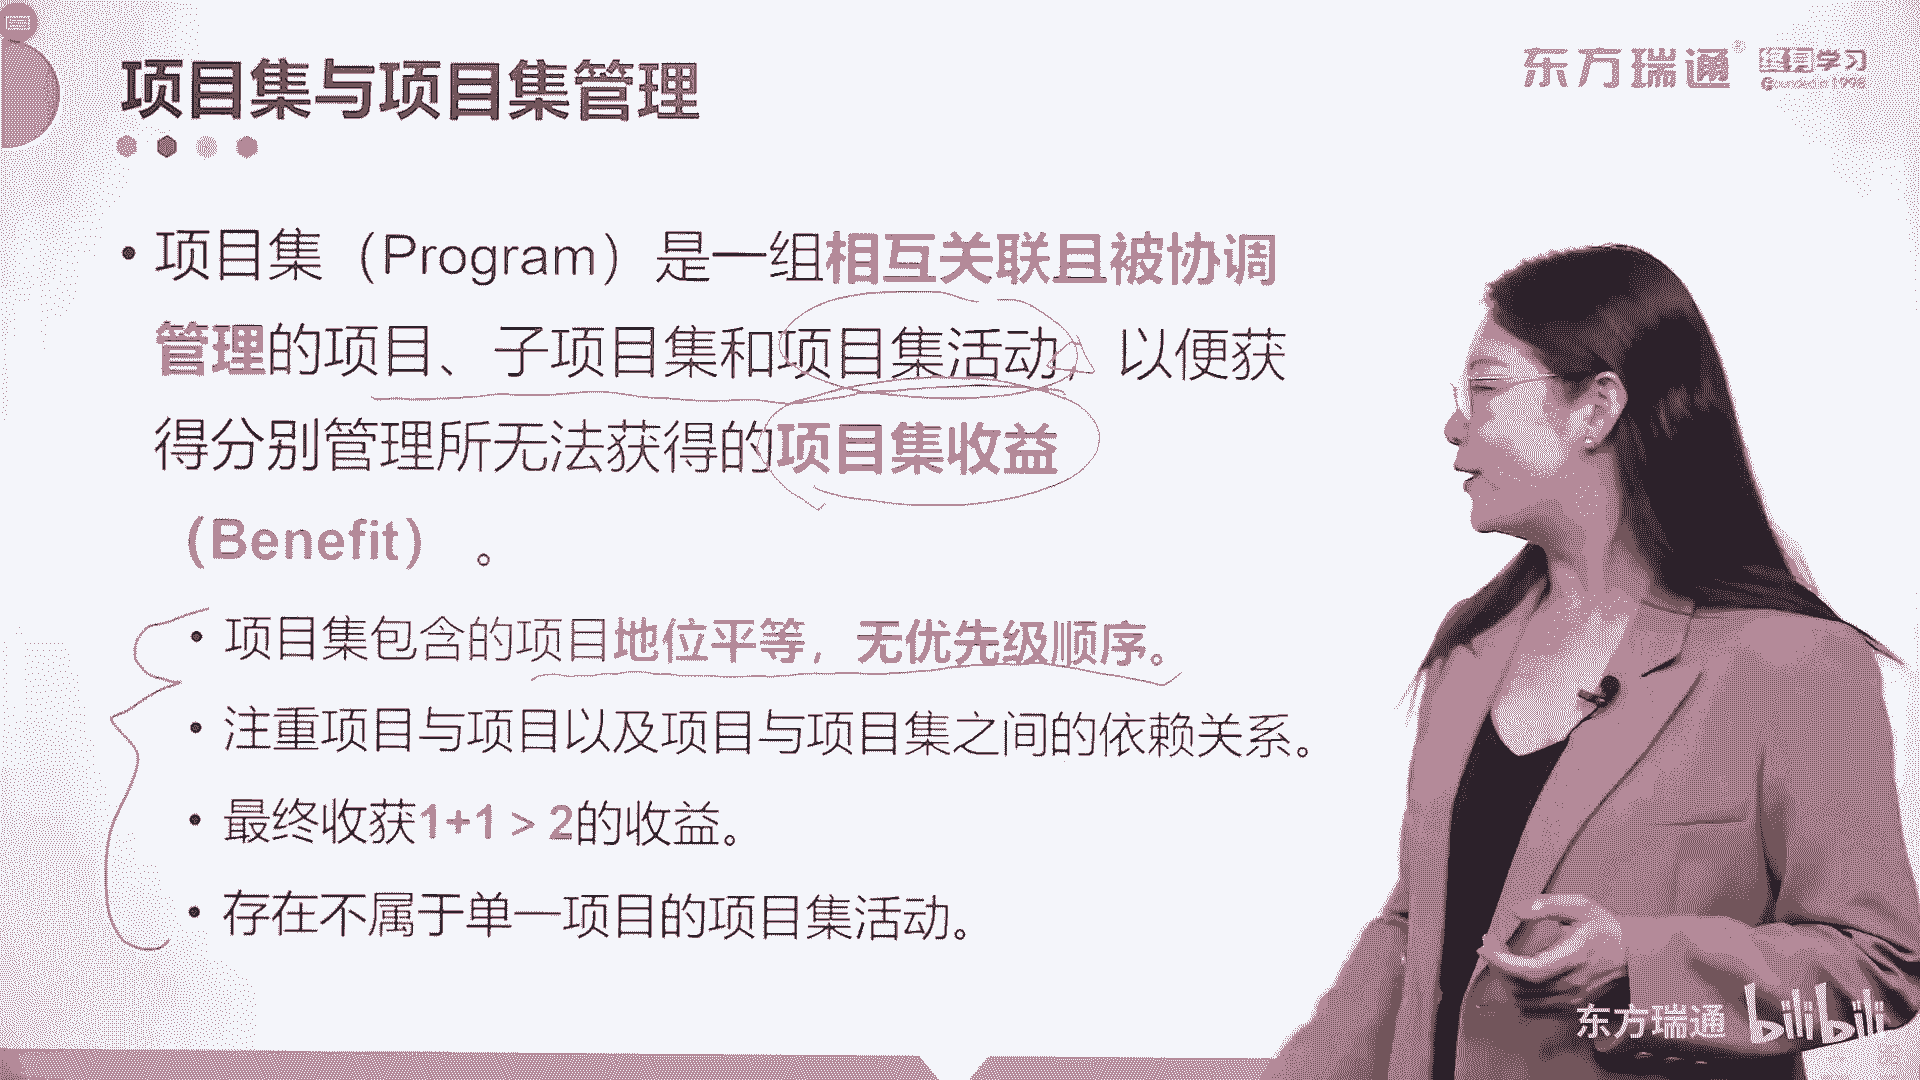 项目集与项目集管理
东方瑞通® 终身学习
Founded in 1998
•项目集（Program）是一组相互关联且被协调
管理的项目、子项目集和项目集活动，以便获
得分别管理所无法获得的项目集收益
（Benefit）。
•项目集包含的项目地位平等，无优先级顺序。
•注重项目与项目以及项目与项目集之间的依赖关系。
•最终收获1+1 > 2的收益。
•存在不属于单一项目的项目集活动。
东方瑞通 bilibili